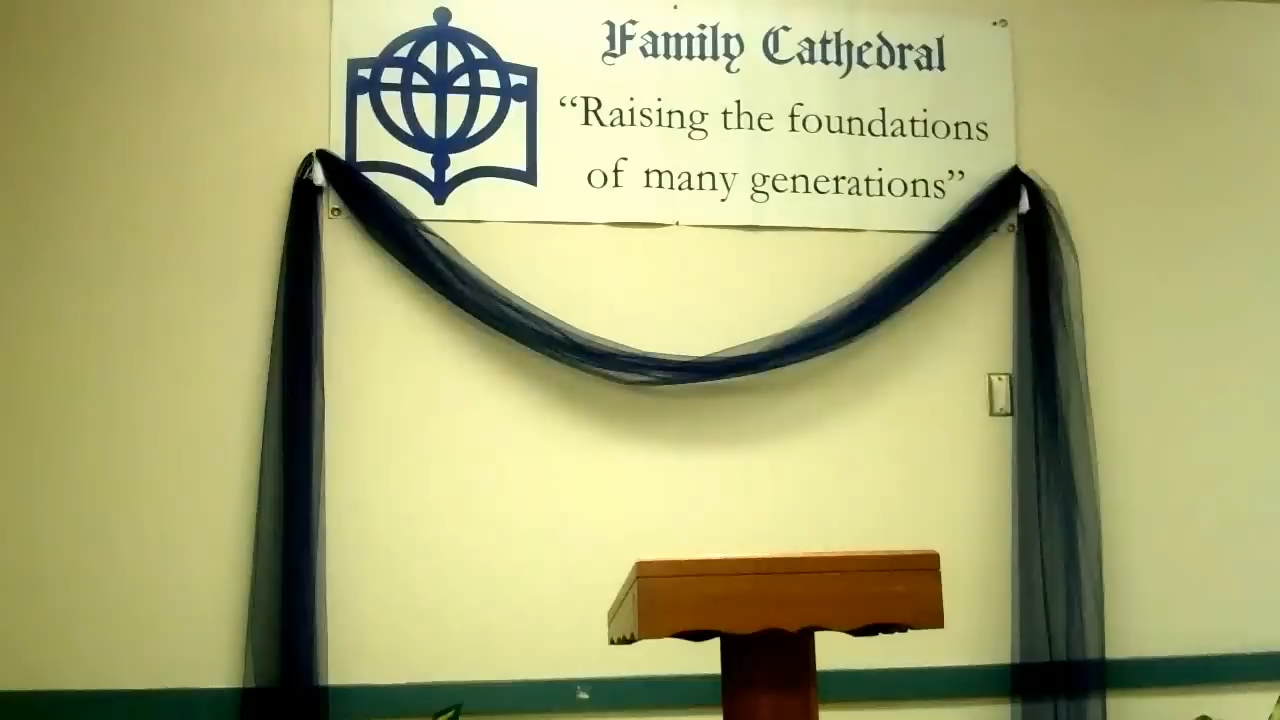 Family Cathedral
“Raising the foundations
of many generations”